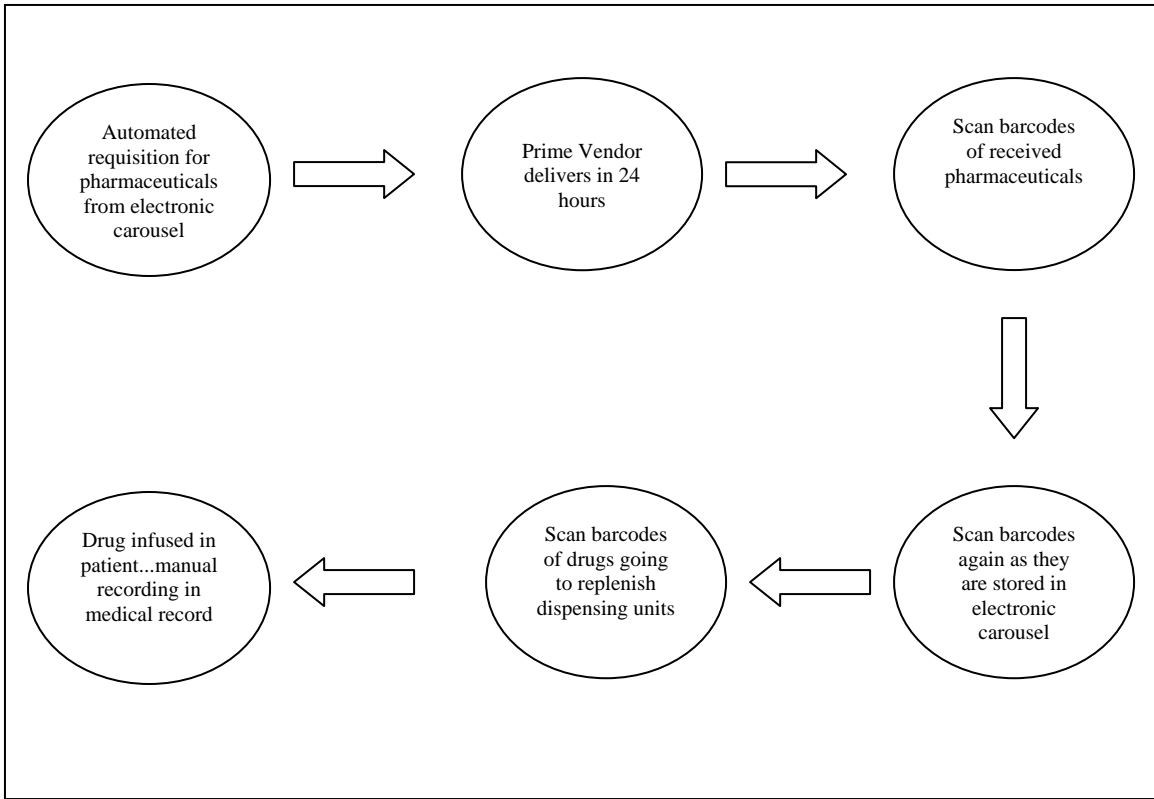 Automated
requisition for
pharmaceuticals
from electronic
carousel
Prime Vendor
delivers in 24
hours
Scan barcodes
of received
pharmaceuticals
Scan barcodes
again as they
are stored in
electronic
carousel
Scan barcodes
of drugs going
to replenish
dispensing units
Drug infused in
patient...manual
recording in
medical record